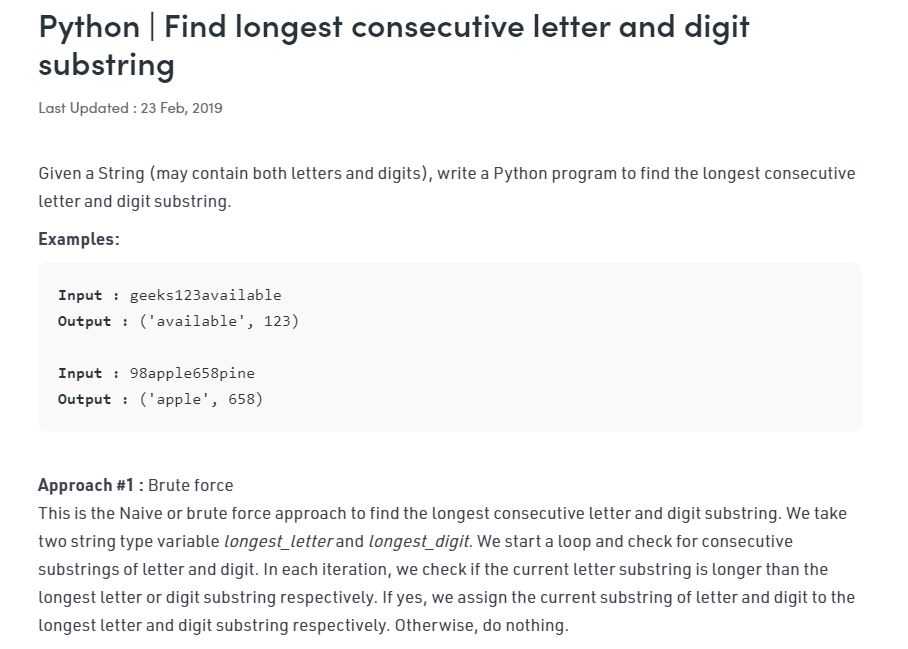 Python | Find longest consecutive letter and digit
substring
Last Updated : 23 Feb, 2019
Given a String (may contain both letters and digits), write a Python program to find the longest consecutive
letter and digit substring.
Examples:
Input : geeks123available
Output : ('available', 123)
Input : 98apple658pine
Output : ('apple', 658)
Approach #1 : Brute force
This is the Naive or brute force approach to find the longest consecutive letter and digit substring. We take
two string type variable longest_letter and longest_digit. We start a loop and check for consecutive
substrings of letter and digit. In each iteration, we check if the current letter substring is longer than the
longest letter or digit substring respectively. If yes, we assign the current substring of letter and digit to the
longest letter and digit substring respectively. Otherwise, do nothing.